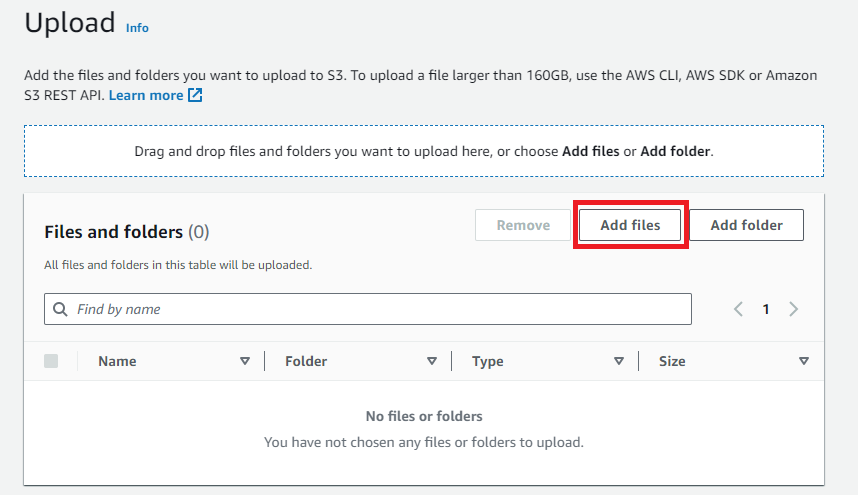 Upload Info
Add the files and folders you want to upload to S3. To upload a file larger than 160GB, use the AWS CLI, AWS SDK or Amazon
S3 REST API. Learn more
Drag and drop files and folders you want to upload here, or choose Add files or Add folder.
Files and folders (0)
Remove
Add files
Add folder
All files and folders in this table will be uploaded.
Find by name
1
Name
Folder
Type
Size
No files or folders
You have not chosen any files or folders to upload.